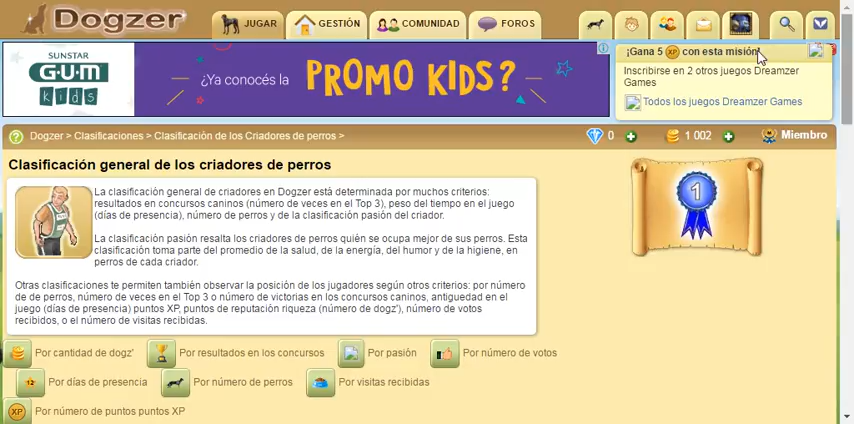 Dogzer
JUGAR
GESTIÓN
COMUNIDAD
FOROS
SUNSTAR
G·U·M
kids
¿Ya conocés la PROMO KIDS?
¡Gana 5 XP con esta misión!
Inscribirse en 2 otros juegos Dreamzer
Games
Todos los juegos Dreamzer Games
Dogzer > Clasificaciones > Clasificación de los Criadores de perros >
0
1 002
Miembro
Clasificación general de los criadores de perros
1
La clasificación general de criadores en Dogzer está determinada por muchos criterios:
resultados en concursos caninos (número de veces en el Top 3), peso del tiempo en el juego
(días de presencia), número de perros y de la clasificación pasión del criador.
La clasificación pasión resalta los criadores de perros quién se ocupa mejor de sus perros. Esta
clasificación toma parte del promedio de la salud, de la energía, del humor y de la higiene, en
perros de cada criador.
Otras clasificaciones te permiten también observar la posición de los jugadores según otros criterios: por número
de de perros, número de veces en el Top 3 o número de victorias en los concursos caninos, antiguedad en el
juego (días de presencia) puntos XP, puntos de reputación riqueza (número de dogz'), número de votos
recibidos, o el número de visitas recibidas.
Por cantidad de dogz'
Por resultados en los concursos
Por pasión
Por número de votos
12
Por días de presencia
Por número de perros
Por visitas recibidas
XP
Por número de puntos puntos XP